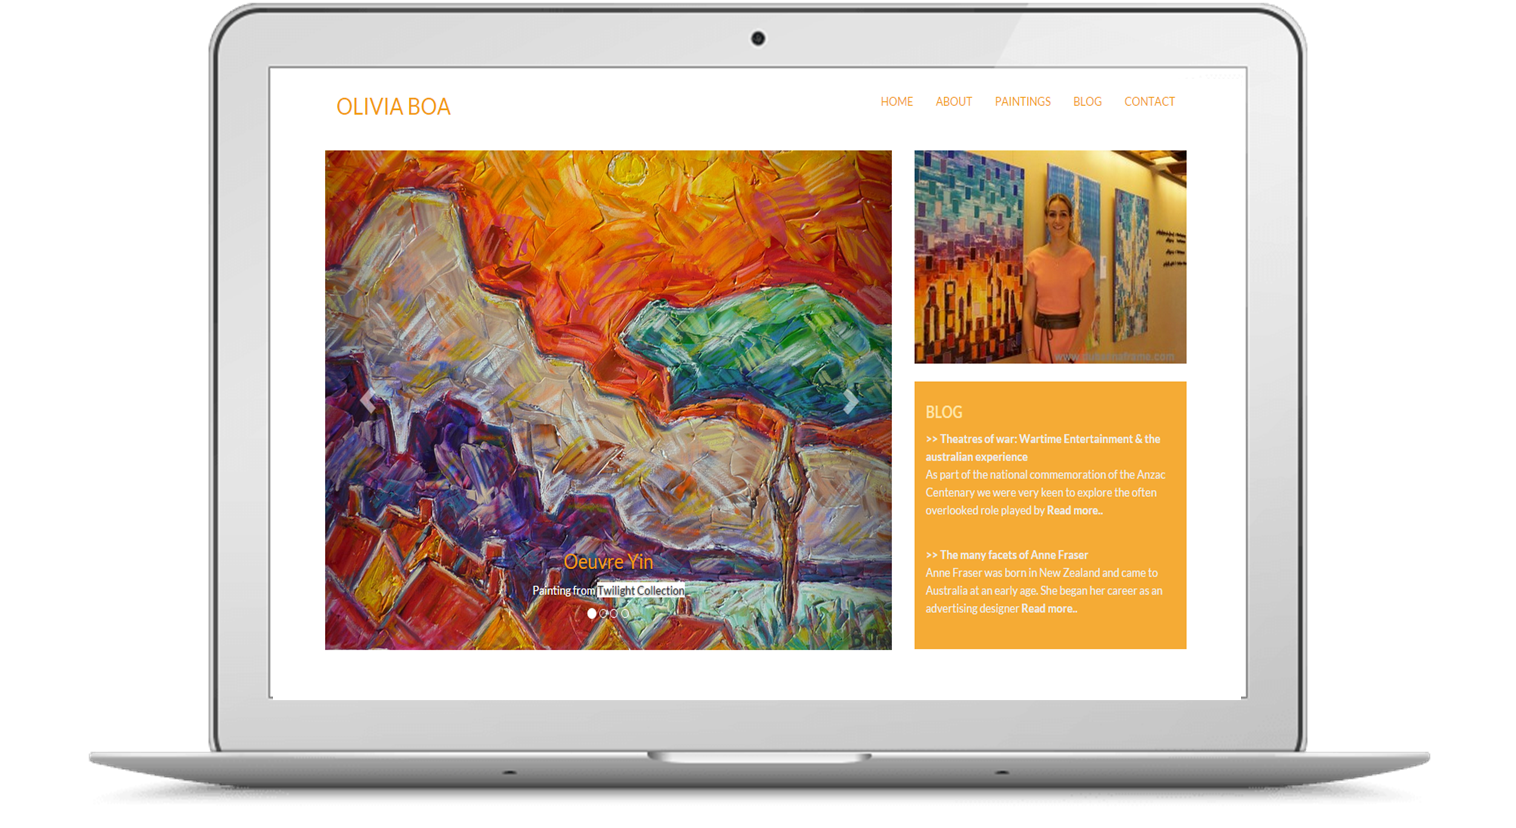 OLIVIA BOA
HOME ABOUT PAINTINGS BLOG CONTACT
Oeuvre Yin
Painting from Twilight Collection
BLOG
>> Theatres of war: Wartime Entertainment & the
australian experience
As part of the national commemoration of the Anzac
Centenary we were very keen to explore the often
overlooked role played by Read more..
>> The many facets of Anne Fraser
Anne Fraser was born in New Zealand and came to
Australia at an early age. She began her career as an
advertising designer Read more..